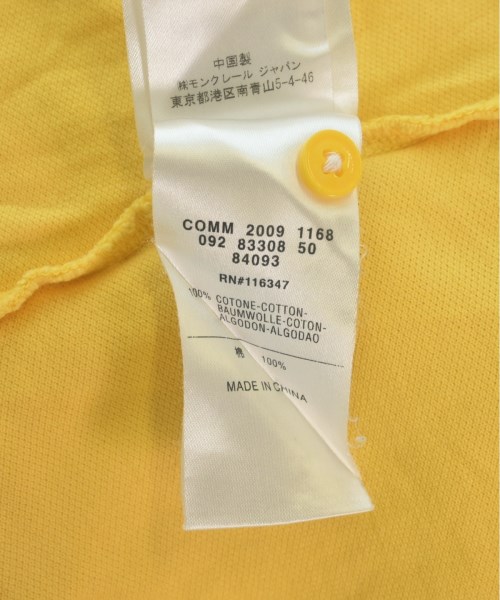 中国製
㈱モンクレール ジャパン
東京都港区南青山5-4-46
COMM 2009 1168
092 83308 50
84093
RN#116347
100% COTONE-COTTON-
BAUMWOLLE-COTON-
ALGODON-ALGODAO
棉 100%
MADE IN CHINA